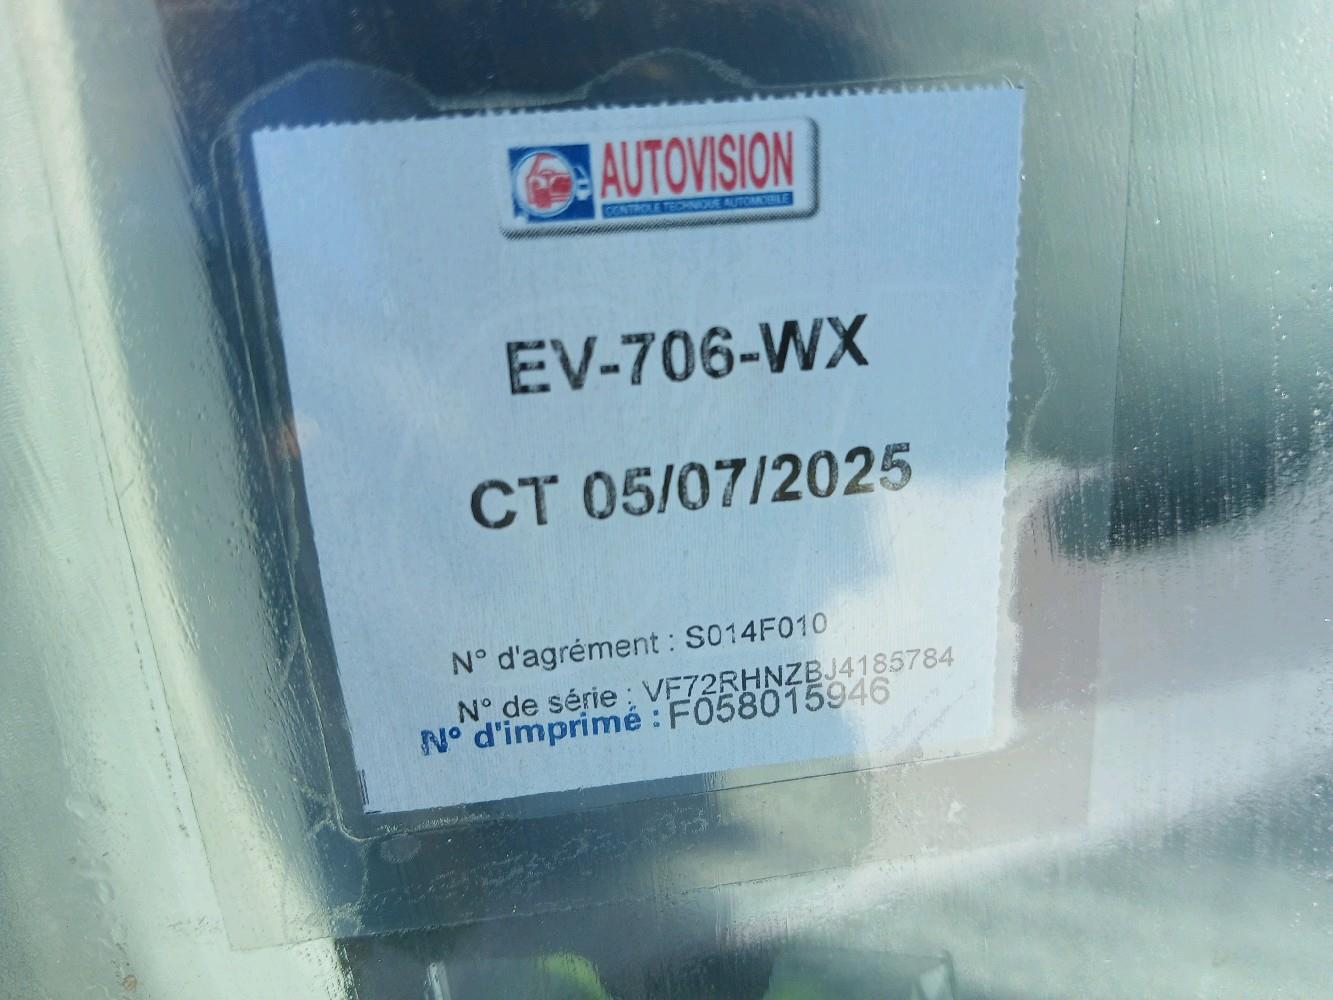 AUTOVISION
CONTROLE TECHNIQUE AUTOMOBILE
EV-706-WX
CT 05/07/2025
N° d'agrément : S014F010
N° de série : VF72RHNZBJ4185784
N° d'imprimé : F058015946